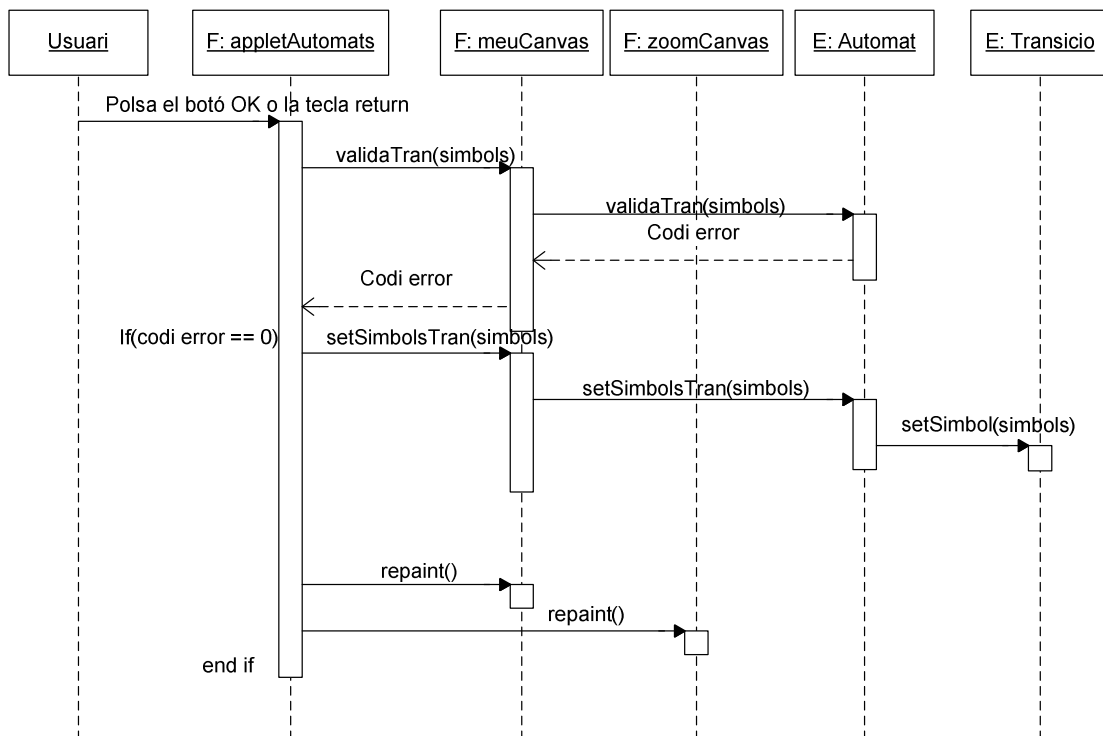 Usuari
F: appletAutomats
F: meuCanvas
F: zoomCanvas
E: Automat
E: Transicio
Polsa el botó OK o la tecla return
validaTran(simbols)
validaTran(simbols)
Codi error
Codi error
If(codi error == 0)
setSimbolsTran(simbols)
setSimbolsTran(simbols)
setSimbol(simbols)
repaint()
repaint()
end if